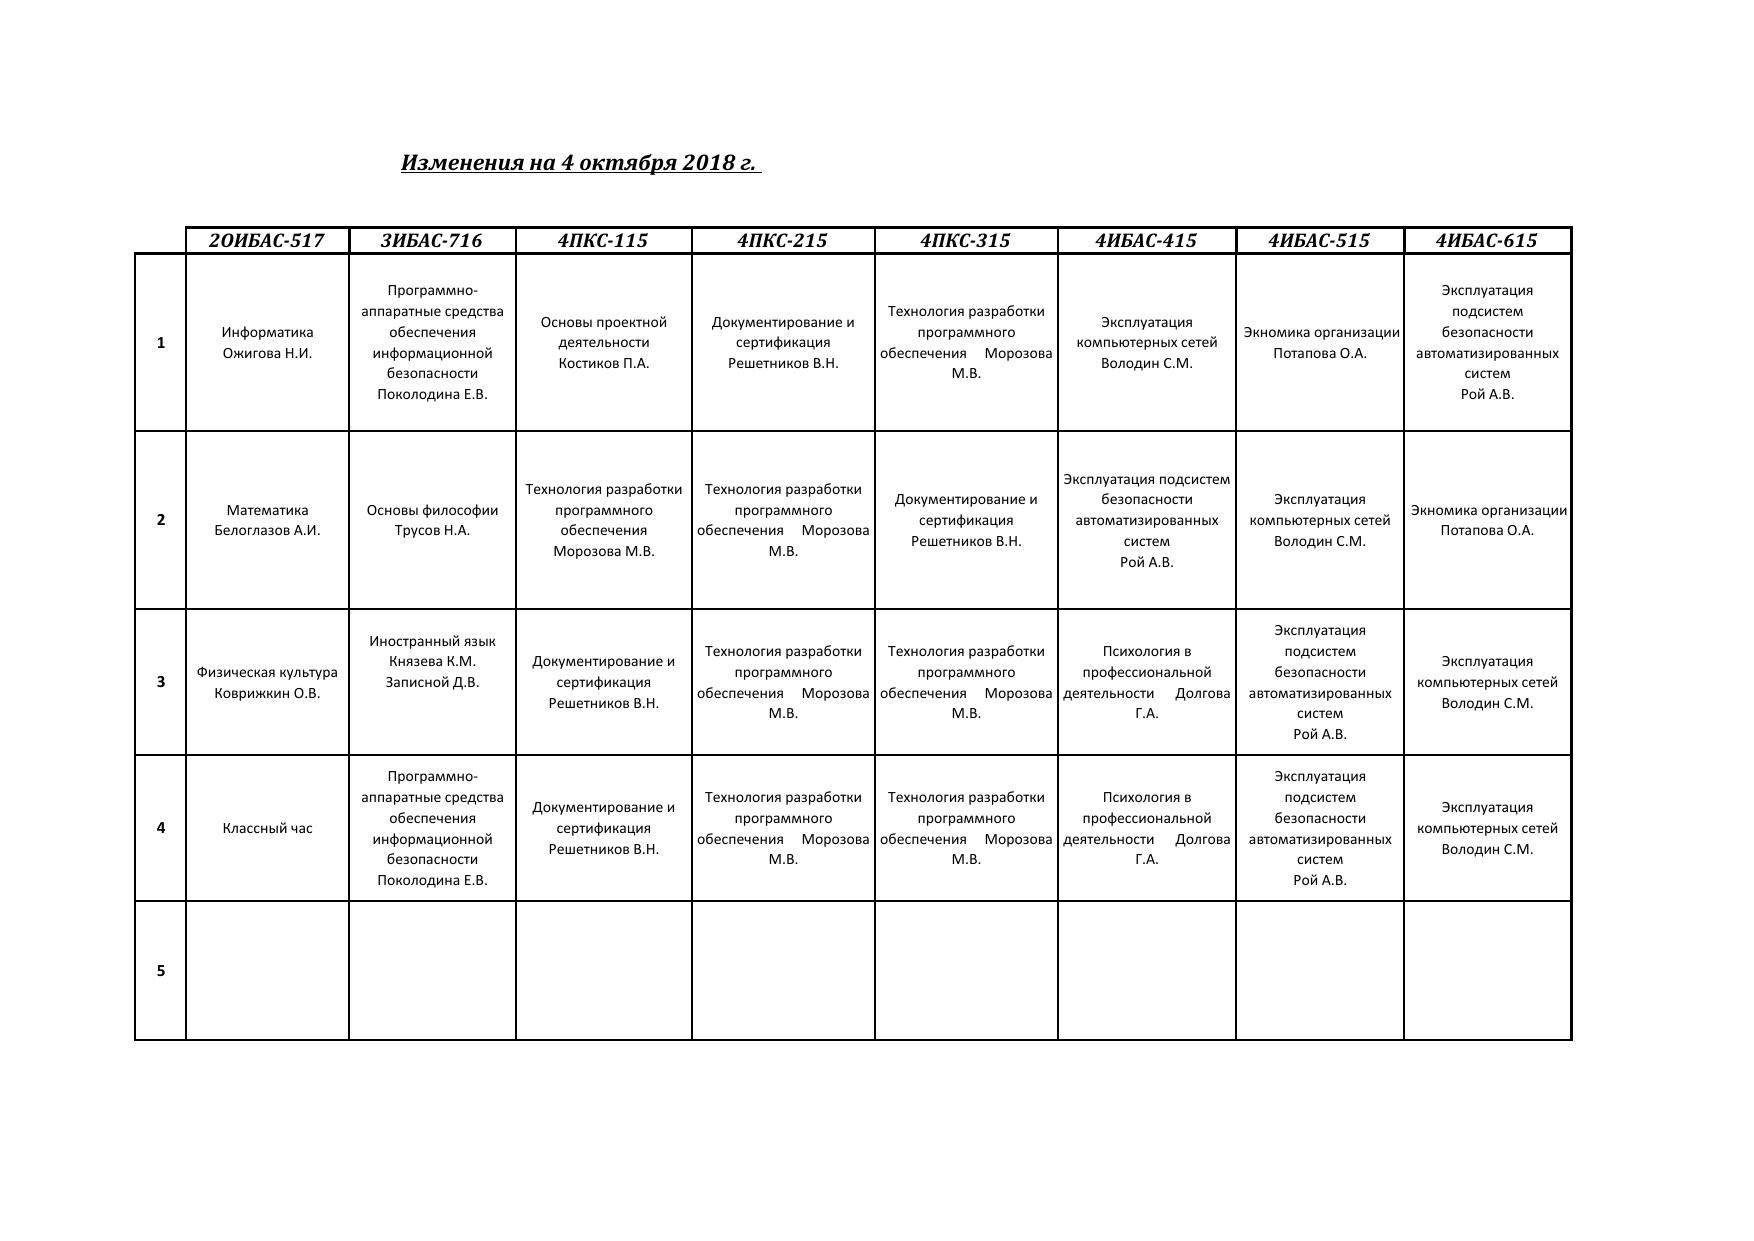 Изменения на 4 октября 2018 г.
2ОИБАС-517 3ИБАС-716 4ПКС-115 4ПКС-215 4ПКС-315 4ИБАС-415 4ИБАС-515 4ИБАС-615
1
Информатика
Ожигова Н.И.
Программно-
аппаратные средства
обеспечения
информационной
безопасности
Поколодина Е.В.
Основы проектной
деятельности
Костиков П.А.
Документирование и
сертификация
Решетников В.Н.
Технология разработки
программного
обеспечения Морозова
М.В.
Эксплуатация
компьютерных сетей
Володин С.М.
Экномика организации
Потапова О.А.
Эксплуатация
подсистем
безопасности
автоматизированных
систем
Рой А.В.
2
Математика
Белоглазов А.И.
Основы философии
Трусов Н.А.
Технология разработки
программного
обеспечения
Морозова М.В.
Технология разработки
программного
обеспечения Морозова
М.В.
Документирование и
сертификация
Решетников В.Н.
Эксплуатация подсистем
безопасности
автоматизированных
систем
Рой А.В.
Эксплуатация
компьютерных сетей
Володин С.М.
Экномика организации
Потапова О.А.
3
Физическая культура
Коврижкин О.В.
Иностранный язык
Князева К.М.
Записной Д.В.
Документирование и
сертификация
Решетников В.Н.
Технология разработки
программного
обеспечения Морозова
М.В.
Технология разработки
программного
обеспечения Морозова
М.В.
Психология в
профессиональной
деятельности Долгова
Г.А.
Эксплуатация
подсистем
безопасности
автоматизированных
систем
Рой А.В.
Эксплуатация
компьютерных сетей
Володин С.М.
4
Классный час
Программно-
аппаратные средства
обеспечения
информационной
безопасности
Поколодина Е.В.
Документирование и
сертификация
Решетников В.Н.
Технология разработки
программного
обеспечения Морозова
М.В.
Технология разработки
программного
обеспечения Морозова
М.В.
Психология в
профессиональной
деятельности Долгова
Г.А.
Эксплуатация
подсистем
безопасности
автоматизированных
систем
Рой А.В.
Эксплуатация
компьютерных сетей
Володин С.М.
5